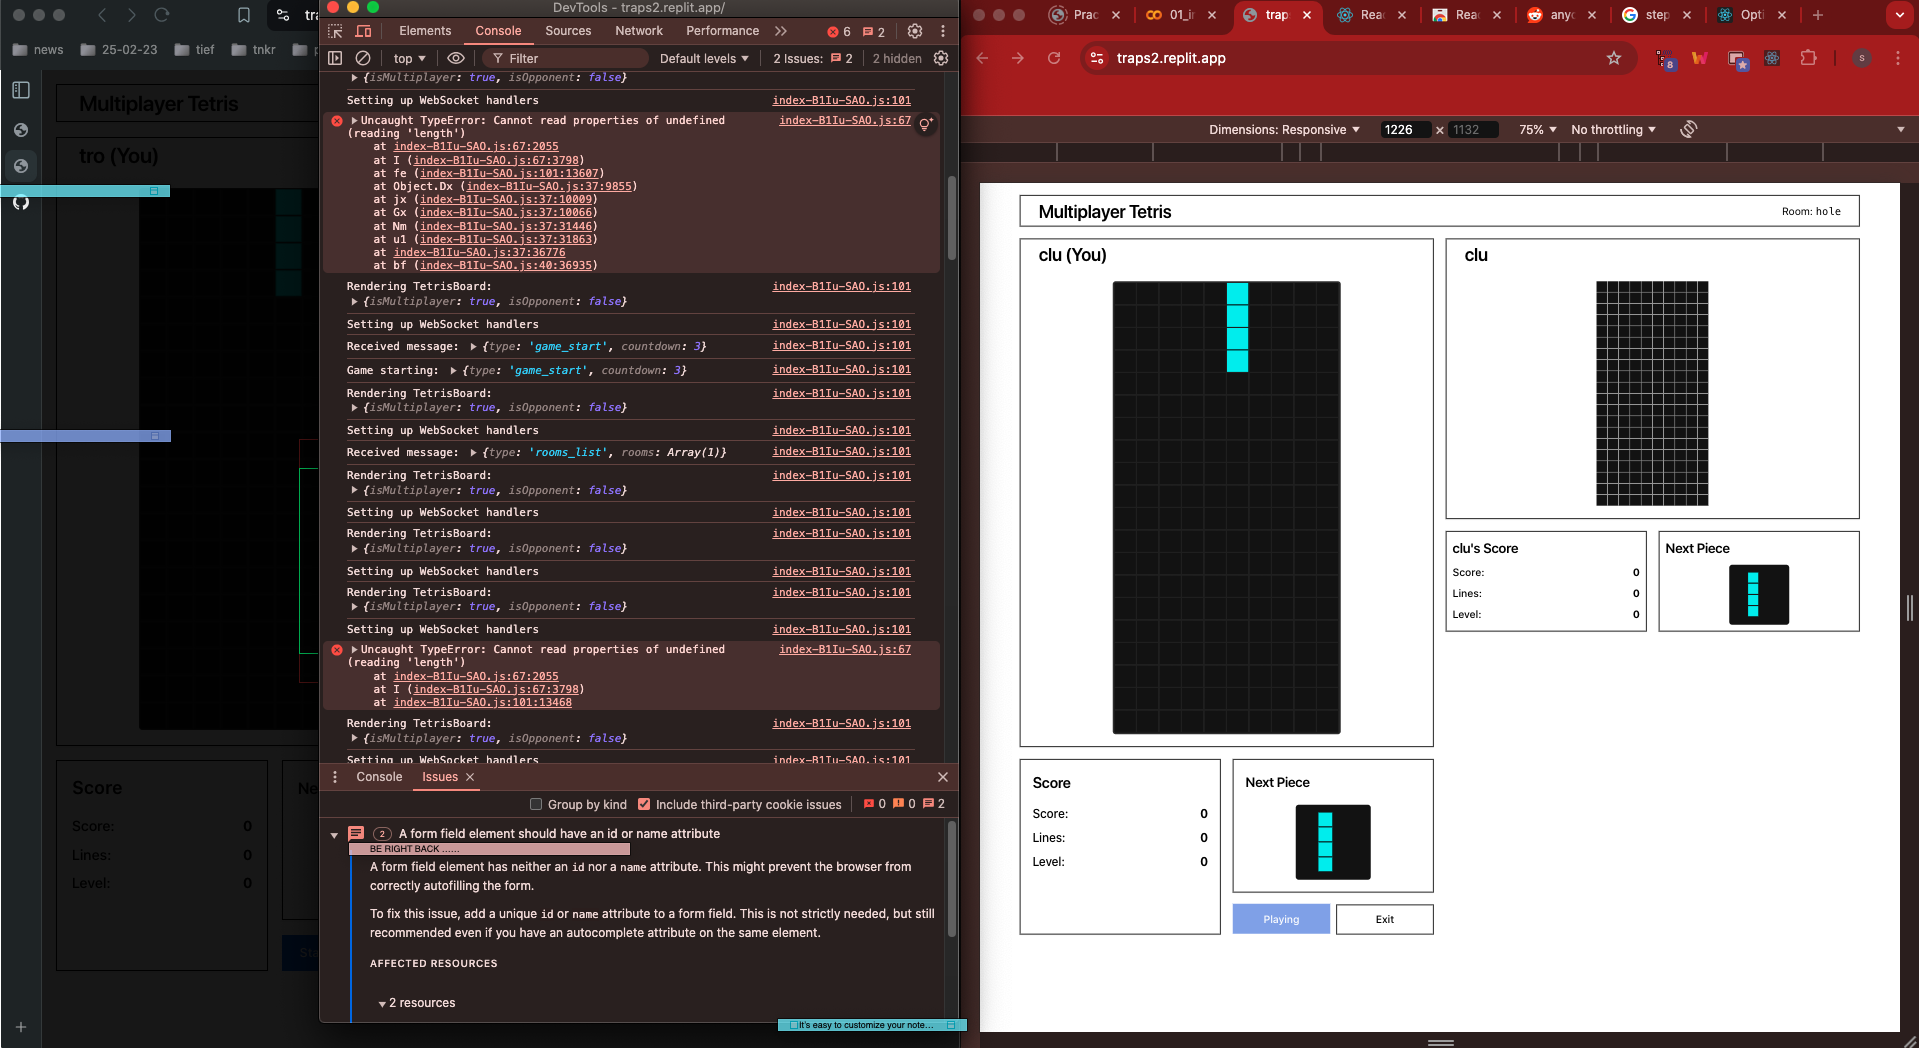 news
25-02-23
tief
tnkr
Multiplayer Tetris
tro (You)
Score
Score:
0
Lines:
0
Level:
0
DevTools - traps2.replit.app/
Elements
Console
Sources
Network
Performance
6
2
top
Filter
Default levels
2 Issues:
2
2 hidden
{isMultiplayer: true, isOpponent: false}
Setting up WebSocket handlers index-B1Iu-SAO.js:101
Uncaught TypeError: Cannot read properties of undefined index-B1Iu-SAO.js:67
(reading 'length')
at index-B1Iu-SAO.js:67:2055
at I (index-B1Iu-SAO.js:67:3798)
at fe (index-B1Iu-SAO.js:101:13607)
at Object.Dx (index-B1Iu-SAO.js:37:9855)
at jx (index-B1Iu-SAO.js:37:10009)
at Gx (index-B1Iu-SAO.js:37:10066)
at Nm (index-B1Iu-SAO.js:37:31446)
at u1 (index-B1Iu-SAO.js:37:31863)
at index-B1Iu-SAO.js:37:36776
at bf (index-B1Iu-SAO.js:40:36935)
Rendering TetrisBoard: index-B1Iu-SAO.js:101
{isMultiplayer: true, isOpponent: false}
Setting up WebSocket handlers index-B1Iu-SAO.js:101
Received message: {type: 'game_start', countdown: 3} index-B1Iu-SAO.js:101
Game starting: {type: 'game_start', countdown: 3} index-B1Iu-SAO.js:101
Rendering TetrisBoard: index-B1Iu-SAO.js:101
{isMultiplayer: true, isOpponent: false}
Setting up WebSocket handlers index-B1Iu-SAO.js:101
Received message: {type: 'rooms_list', rooms: Array(1)} index-B1Iu-SAO.js:101
Rendering TetrisBoard: index-B1Iu-SAO.js:101
{isMultiplayer: true, isOpponent: false}
Setting up WebSocket handlers index-B1Iu-SAO.js:101
Rendering TetrisBoard: index-B1Iu-SAO.js:101
{isMultiplayer: true, isOpponent: false}
Setting up WebSocket handlers index-B1Iu-SAO.js:101
Rendering TetrisBoard: index-B1Iu-SAO.js:101
{isMultiplayer: true, isOpponent: false}
Setting up WebSocket handlers index-B1Iu-SAO.js:101
Uncaught TypeError: Cannot read properties of undefined index-B1Iu-SAO.js:67
(reading 'length')
at index-B1Iu-SAO.js:67:2055
at I (index-B1Iu-SAO.js:67:3798)
at index-B1Iu-SAO.js:101:13468
Rendering TetrisBoard: index-B1Iu-SAO.js:101
{isMultiplayer: true, isOpponent: false}
Setting up WebSocket handlers index-B1Iu-SAO.js:101
Console
Issues
Group by kind
Include third-party cookie issues
0
0
2
2 A form field element should have an id or name attribute
BE RIGHT BACK ......
A form field element has neither an id nor a name attribute. This might prevent the browser from
correctly autofilling the form.
To fix this issue, add a unique id or name attribute to a form field. This is not strictly needed, but still
recommended even if you have an autocomplete attribute on the same element.
AFFECTED RESOURCES
2 resources
It's easy to customize your note...
Prac
01_i
trap
Reac
Reac
anyc
step
Opti
traps2.replit.app
8
S
Dimensions: Responsive
1226 × 1132
75%
No throttling
Multiplayer Tetris
Room: hole
clu (You)
clu
clu's Score
Score: 0
Lines: 0
Level: 0
Next Piece
Score
Score: 0
Lines: 0
Level: 0
Next Piece
Playing
Exit